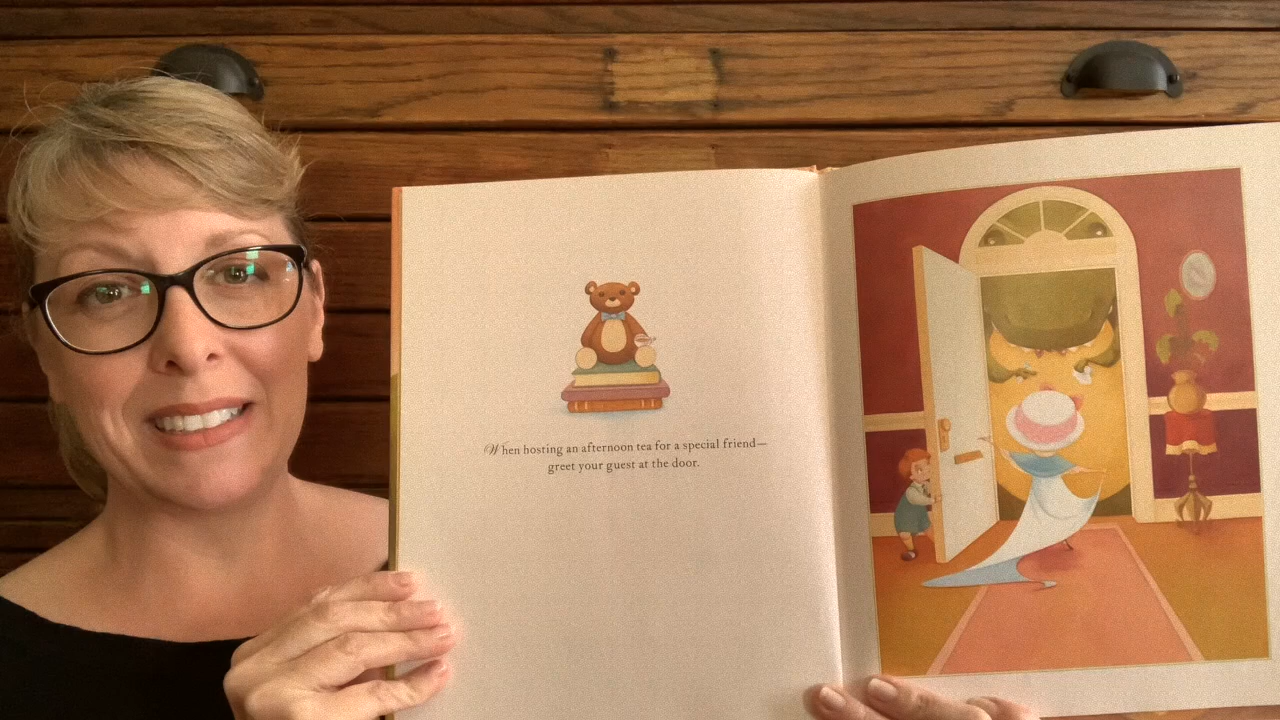 When hosting an afternoon tea for a special friend—
greet your guest at the door.